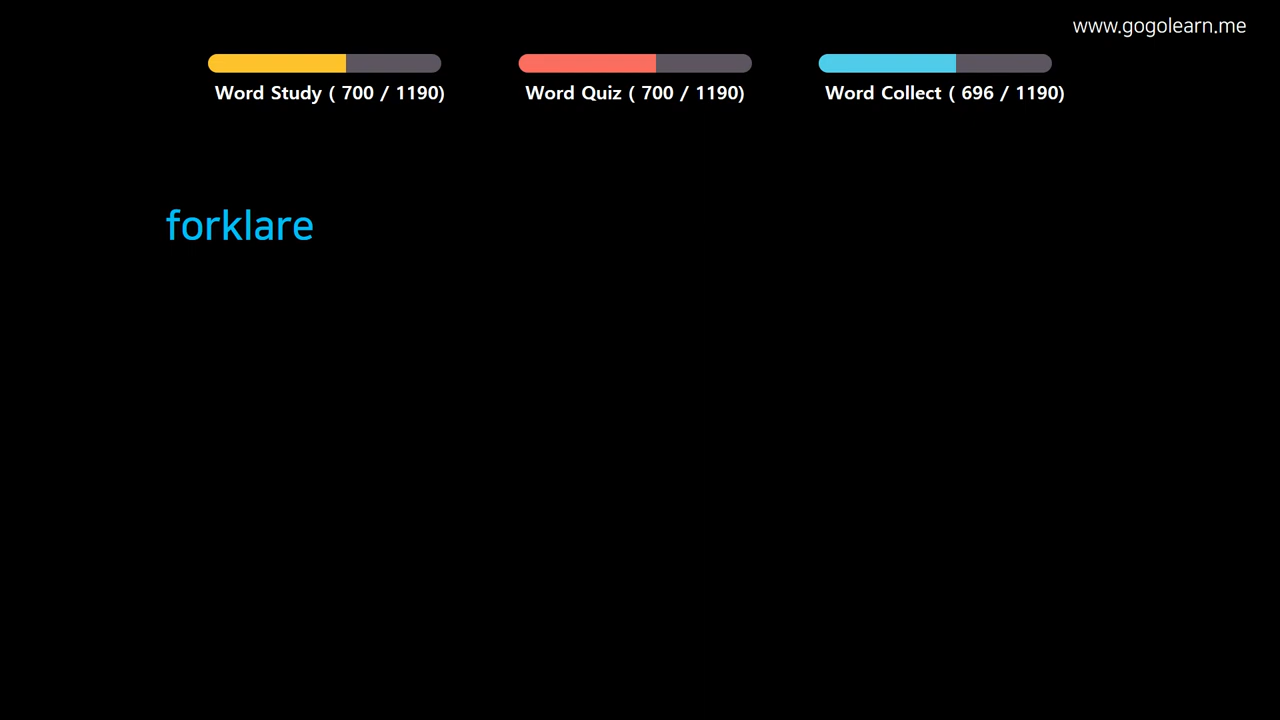 www.gogolearn.me
Word Study ( 700 / 1190)
Word Quiz ( 700 / 1190)
Word Collect ( 696 / 1190)
forklare